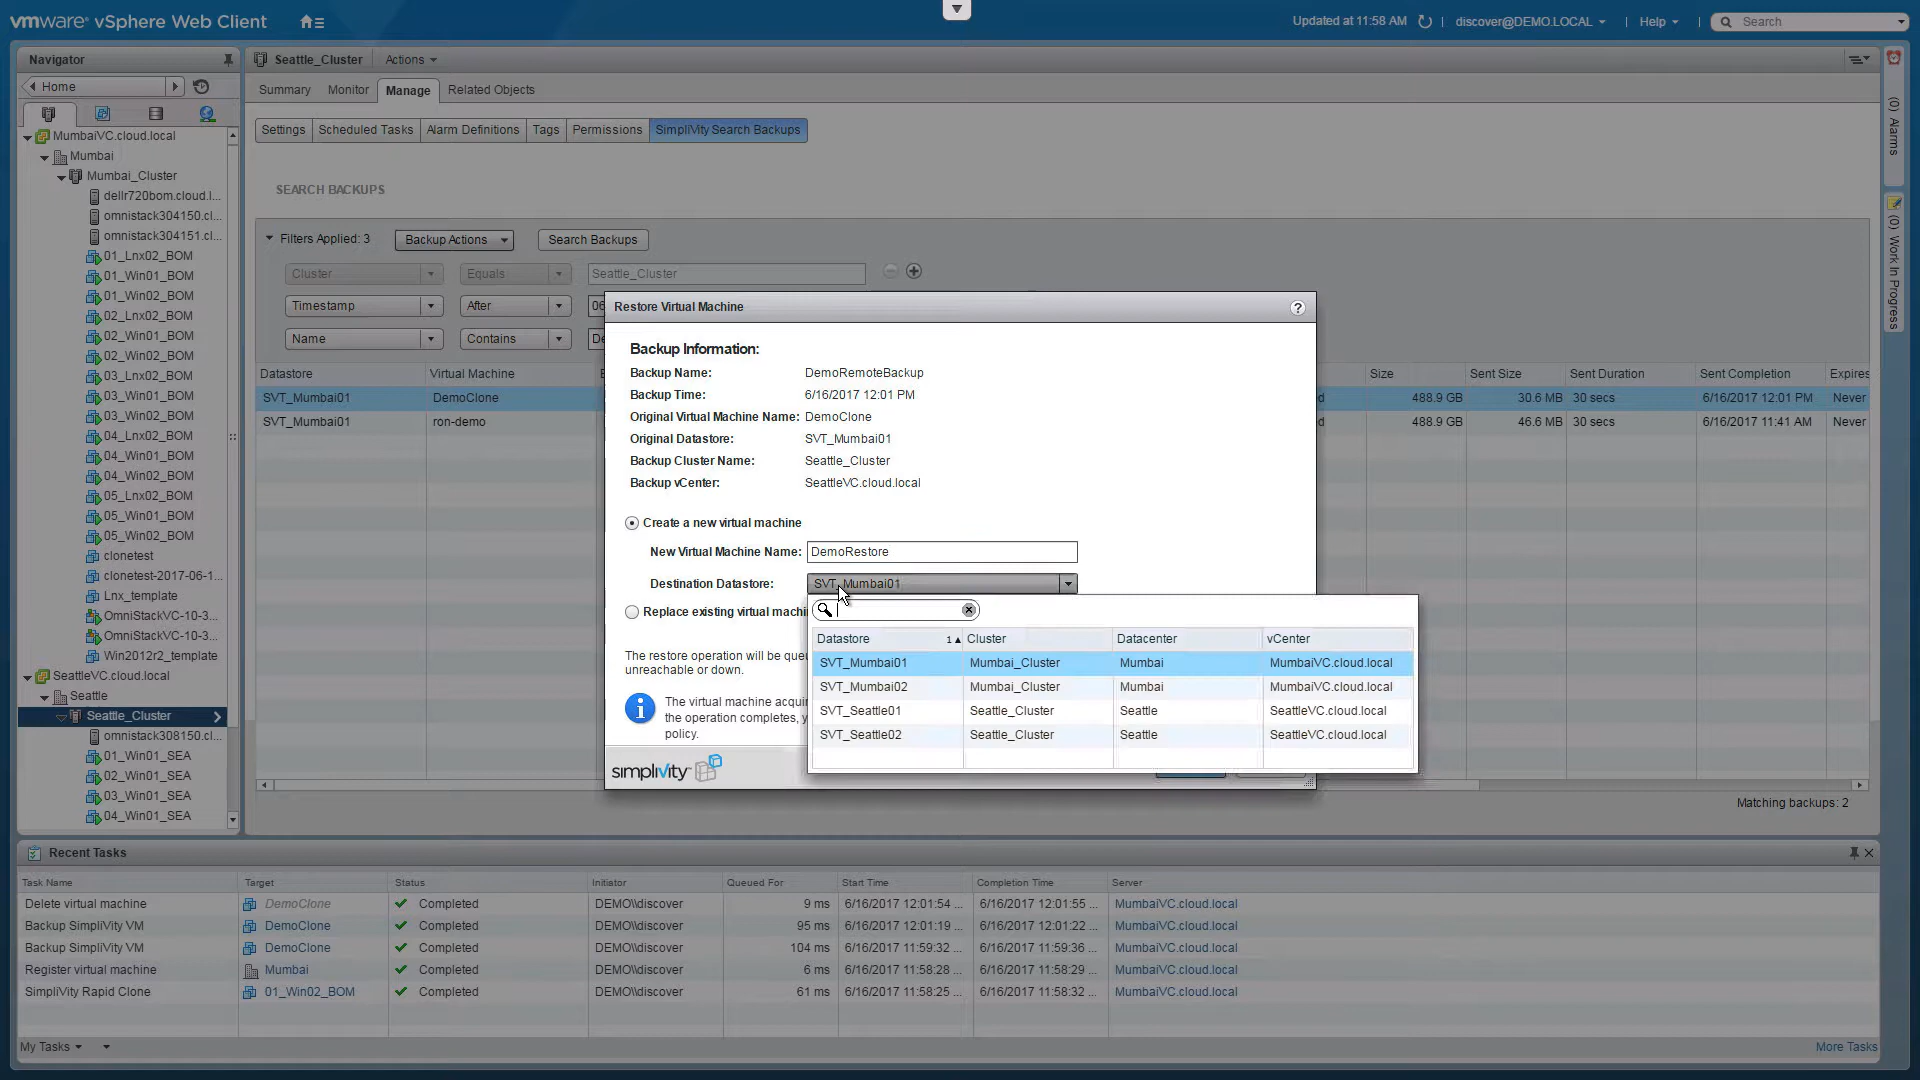 vmware® vSphere Web Client
Updated at 11:58 AM
discover@DEMO.LOCAL
Help
Search
Navigator
Home
MumbaiVC.cloud.local
Mumbai
Mumbai_Cluster
dellr720bom.cloud.l...
omnistack304150.cl...
omnistack304151.cl...
01_Lnx02_BOM
01_Win01_BOM
01_Win02_BOM
02_Lnx02_BOM
02_Win01_BOM
02_Win02_BOM
03_Lnx02_BOM
03_Win01_BOM
03_Win02_BOM
04_Lnx02_BOM
04_Win01_BOM
04_Win02_BOM
05_Lnx02_BOM
05_Win01_BOM
05_Win02_BOM
clonetest
clonetest-2017-06-1...
Lnx_template
OmniStackVC-10-3...
OmniStackVC-10-3...
Win2012r2_template
SeattleVC.cloud.local
Seattle
Seattle_Cluster
omnistack308150.cl...
01_Win01_SEA
02_Win01_SEA
03_Win01_SEA
04_Win01_SEA
Seattle_Cluster
Actions
Summary Monitor Manage Related Objects
Settings Scheduled Tasks Alarm Definitions Tags Permissions SimpliVity Search Backups
SEARCH BACKUPS
Filters Applied: 3 Backup Actions Search Backups
Cluster Equals Seattle_Cluster
Timestamp After 06
Name Contains De
Datastore Virtual Machine Size Sent Size Sent Duration Sent Completion Expires
SVT_Mumbai01 DemoClone d 488.9 GB 30.6 MB 30 secs 6/16/2017 12:01 PM Never
SVT_Mumbai01 ron-demo 488.9 GB 46.6 MB 30 secs 6/16/2017 11:41 AM Never
Matching backups: 2
Restore Virtual Machine
Backup Information:
Backup Name: DemoRemoteBackup
Backup Time: 6/16/2017 12:01 PM
Original Virtual Machine Name: DemoClone
Original Datastore: SVT_Mumbai01
Backup Cluster Name: Seattle_Cluster
Backup vCenter: SeattleVC.cloud.local
Create a new virtual machine
New Virtual Machine Name: DemoRestore
Destination Datastore: SVT_Mumbai01
Replace existing virtual machi
The restore operation will be queu
unreachable or down.
The virtual machine acquir
the operation completes, y
policy.
simplivity
Datastore 1 Cluster Datacenter vCenter
SVT_Mumbai01 Mumbai_Cluster Mumbai MumbaiVC.cloud.local
SVT_Mumbai02 Mumbai_Cluster Mumbai MumbaiVC.cloud.local
SVT_Seattle01 Seattle_Cluster Seattle SeattleVC.cloud.local
SVT_Seattle02 Seattle_Cluster Seattle SeattleVC.cloud.local
(0) Alarms
(0) Work In Progress
Recent Tasks
Task Name Target Status Initiator Queued For Start Time Completion Time Server
Delete virtual machine DemoClone Completed DEMO\\discover 9 ms 6/16/2017 12:01:54 ... 6/16/2017 12:01:55 ... MumbaiVC.cloud.local
Backup SimpliVity VM DemoClone Completed DEMO\\discover 95 ms 6/16/2017 12:01:19 ... 6/16/2017 12:01:22 ... MumbaiVC.cloud.local
Backup SimpliVity VM DemoClone Completed DEMO\\discover 104 ms 6/16/2017 11:59:32 ... 6/16/2017 11:59:36 ... MumbaiVC.cloud.local
Register virtual machine Mumbai Completed DEMO\\discover 6 ms 6/16/2017 11:58:28 ... 6/16/2017 11:58:29 ... MumbaiVC.cloud.local
SimpliVity Rapid Clone 01_Win02_BOM Completed DEMO\\discover 61 ms 6/16/2017 11:58:25 ... 6/16/2017 11:58:32 ... MumbaiVC.cloud.local
My Tasks
More Tasks